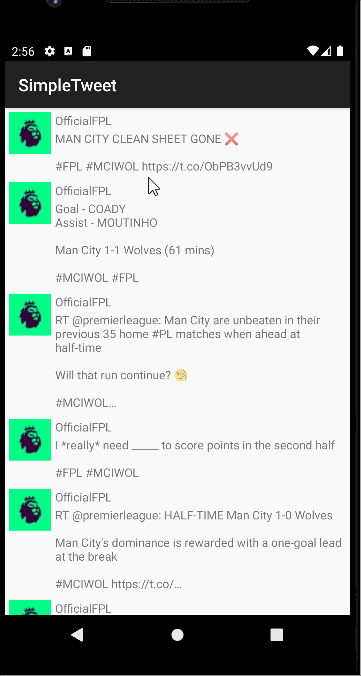 2:56
SimpleTweet
OfficialFPL
MAN CITY CLEAN SHEET GONE ❌
#FPL #MCIWOL https://t.co/ObPB3vvUd9
OfficialFPL
Goal - COADY
Assist - MOUTINHO
Man City 1-1 Wolves (61 mins)
#MCIWOL #FPL
OfficialFPL
RT @premierleague: Man City are unbeaten in their
previous 35 home #PL matches when ahead at
half-time
Will that run continue? 🧐
#MCIWOL…
OfficialFPL
I *really* need _____ to score points in the second half
#FPL #MCIWOL
OfficialFPL
RT @premierleague: HALF-TIME Man City 1-0 Wolves
Man City's dominance is rewarded with a one-goal lead
at the break
#MCIWOL https://t.co/…
OfficialFPL